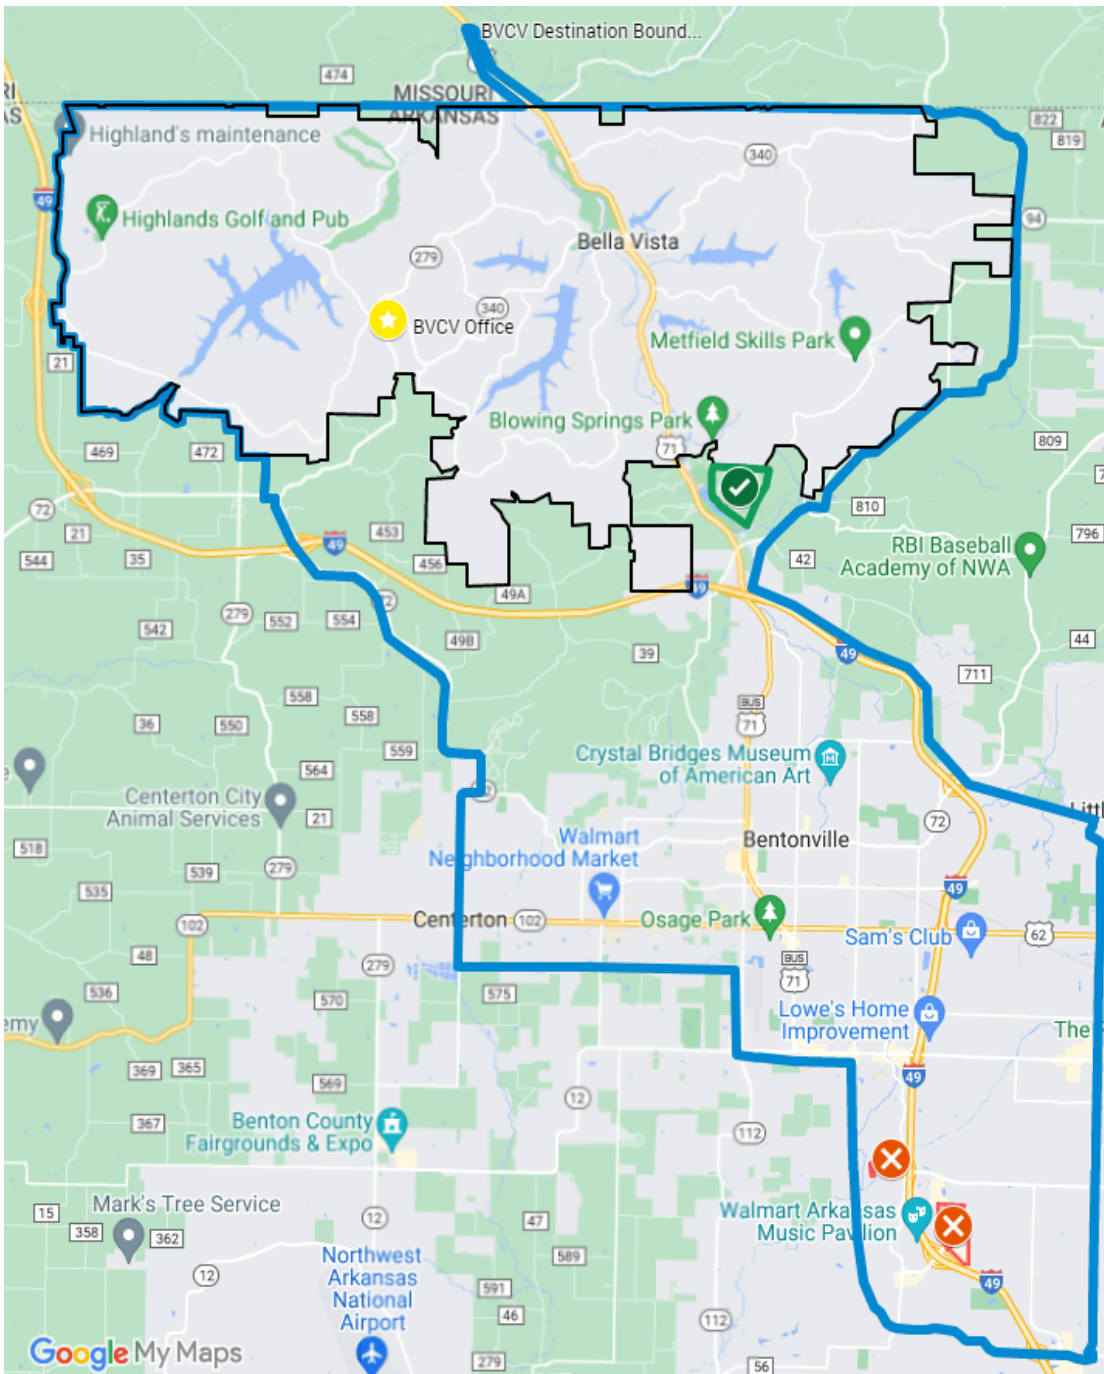 BVCV Destination Bound...
474
MISSOURI
ARKANSAS
RI
AS
822
819
Highland's maintenance
340
49
Highlands Golf and Pub
94
Bella Vista
279
340
BVCV Office
Metfield Skills Park
21
Blowing Springs Park
71
809
469
472
72
810
796
21
453
49
RBI Baseball
Academy of NWA
544
35
456
42
49A
279
552
554
542
49B
39
44
49
711
558
BUS
71
36
550
558
559
Crystal Bridges Museum
of American Art
564
Centerton City
Animal Services
21
72
Walmart
Neighborhood Market
Bentonville
518
539
279
49
535
Centerton
102
Osage Park
102
Sam's Club
62
48
279
BUS
71
536
570
575
Lowe's Home
Improvement
emy
The
369
365
49
569
12
Benton County
Fairgrounds & Expo
367
112
Mark's Tree Service
15
358
362
12
47
Walmart Arkansas
Music Pavilion
589
12
Northwest
Arkansas
National
Airport
49
591
46
112
Google My Maps
279
56